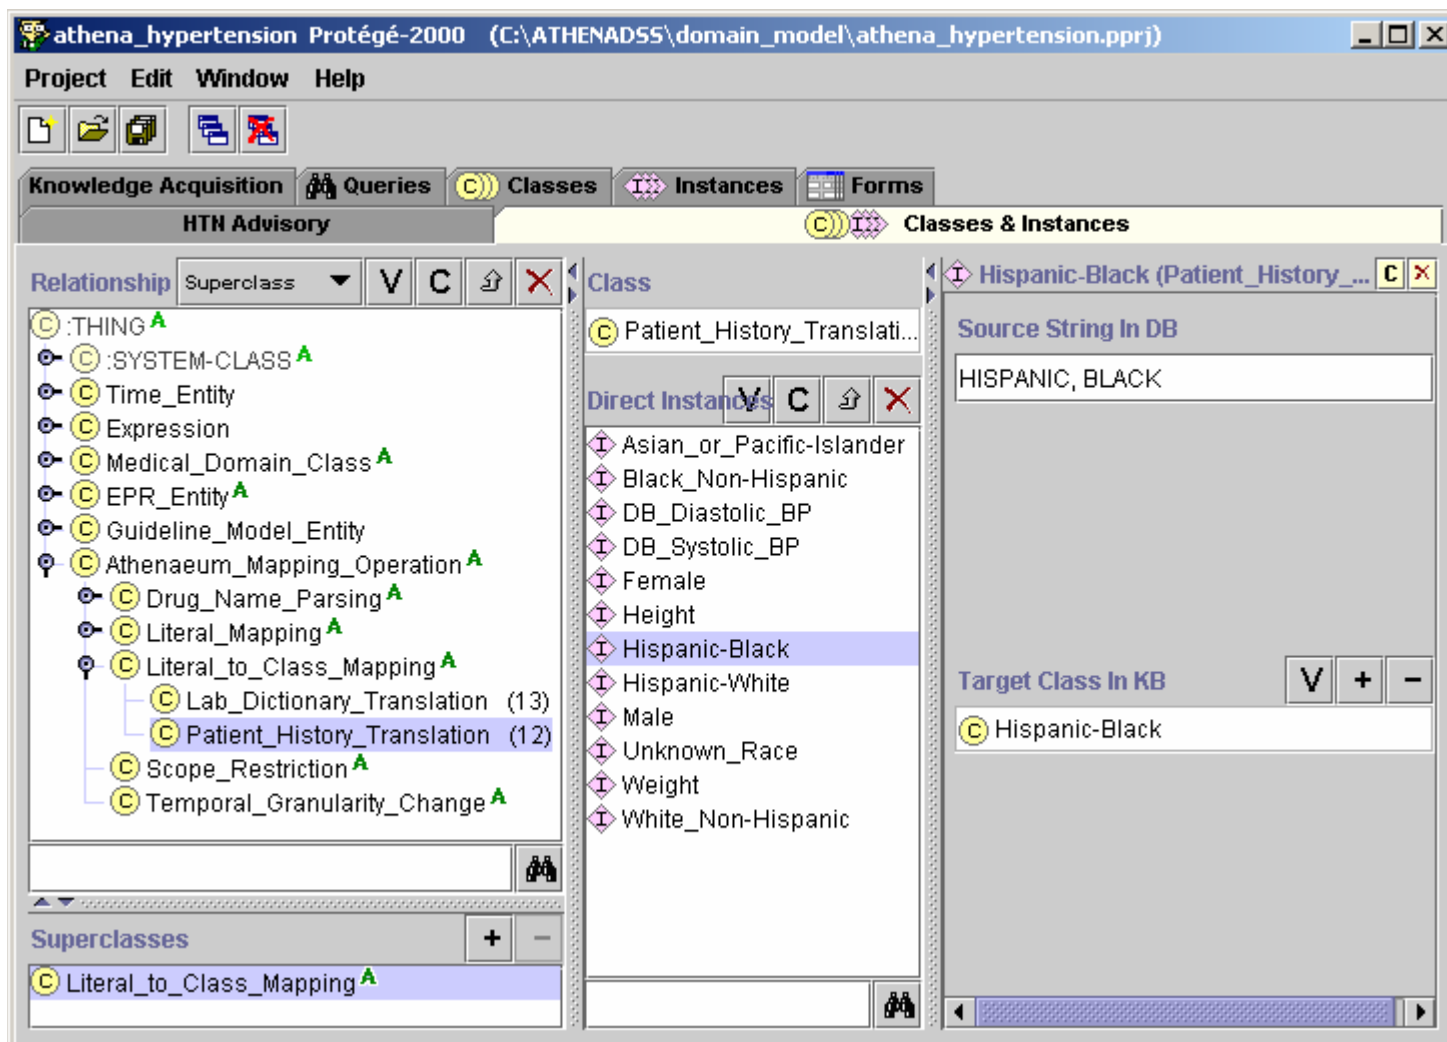 athena_hypertension Protégé-2000 (C:\ATHENADSS\domain_model\athena_hypertension.pprj)
Project Edit Window Help
Knowledge Acquisition Queries C Classes I Instances Forms
HTN Advisory C I Classes & Instances
Relationship Superclass V C
C :THING A
C :SYSTEM-CLASS A
C Time_Entity
C Expression
C Medical_Domain_Class A
C EPR_Entity A
C Guideline_Model_Entity
C Athenaeum_Mapping_Operation A
C Drug_Name_Parsing A
C Literal_Mapping A
C Literal_to_Class_Mapping A
C Lab_Dictionary_Translation (13)
C Patient_History_Translation (12)
C Scope_Restriction A
C Temporal_Granularity_Change A
Superclasses + −
C Literal_to_Class_Mapping A
Class
C Patient_History_Translati...
Direct Instances V C
I Asian_or_Pacific-Islander
I Black_Non-Hispanic
I DB_Diastolic_BP
I DB_Systolic_BP
I Female
I Height
I Hispanic-Black
I Hispanic-White
I Male
I Unknown_Race
I Weight
I White_Non-Hispanic
I Hispanic-Black (Patient_History_... C ×
Source String In DB
HISPANIC, BLACK
Target Class In KB V + −
C Hispanic-Black